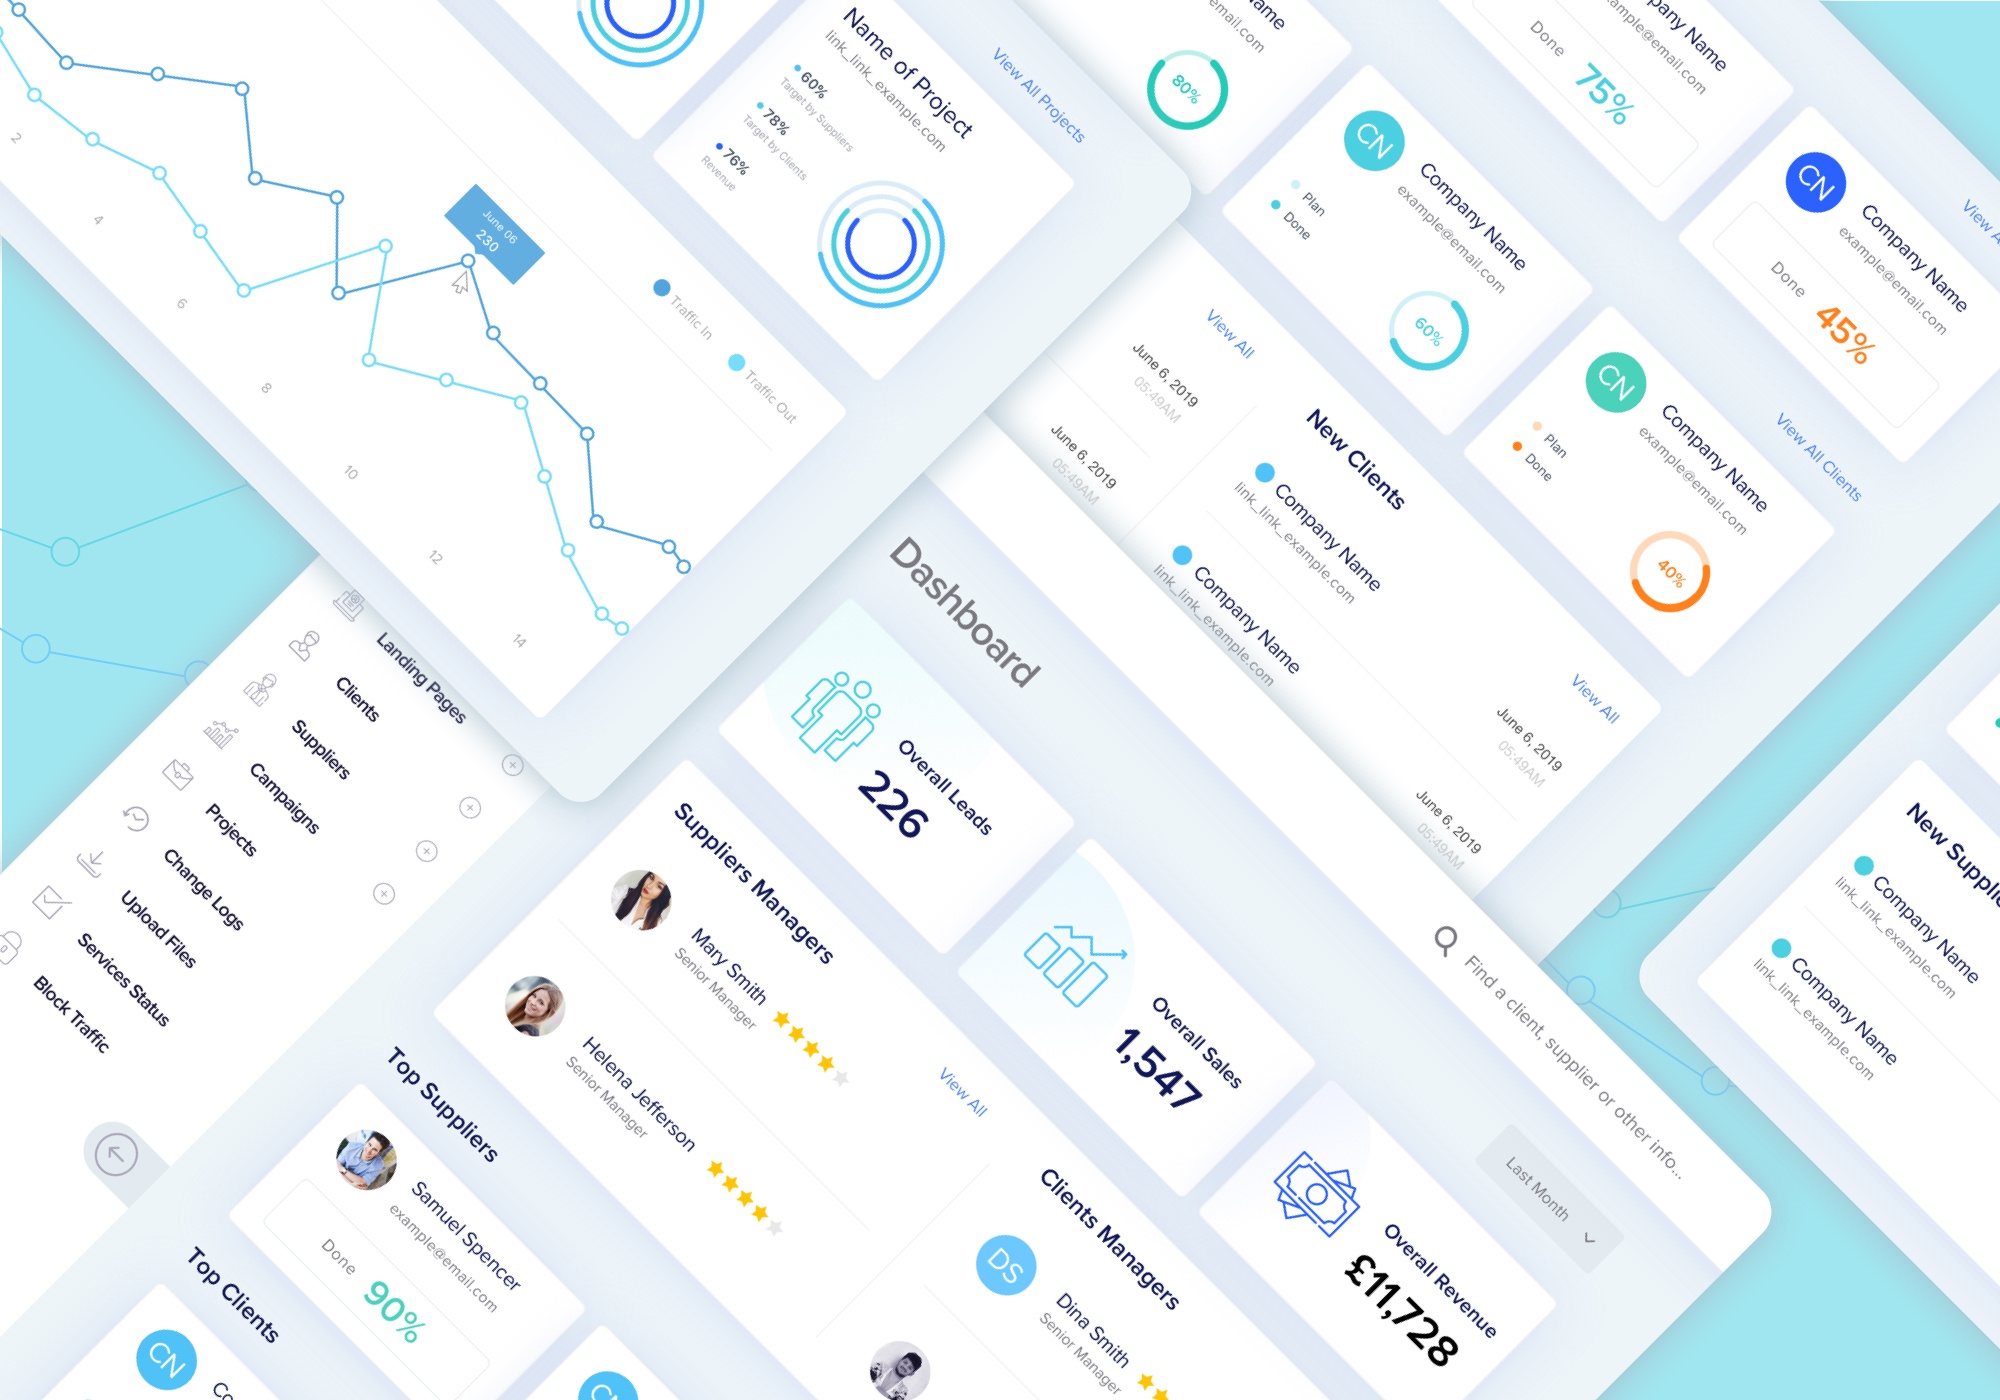 2
4
6
8
10
12
14
June 06
230
Traffic In
Traffic Out
Name of Project
link_link_example.com
60%
Target by Suppliers
78%
Target by Clients
76%
Revenue
View All Projects
80%
CN
Company Name
example@email.com
Plan
Done
60%
Done
75%
example@email.com
CN
Company Name
example@email.com
Done
45%
CN
Company Name
example@email.com
Plan
Done
40%
View All Clients
View All
June 6, 2019
05:49AM
June 6, 2019
05:49AM
New Clients
Company Name
link_link_example.com
Company Name
link_link_example.com
View All
June 6, 2019
05:49AM
June 6, 2019
05:49AM
New
Company Name
link_link_example.com
Company Name
link_link_example.com
Landing Pages
Clients
Suppliers
Campaigns
Projects
Change Logs
Upload Files
Services Status
Block Traffic
Dashboard
Find a client, supplier or other info...
Last Month
Overall Leads
226
Overall Sales
1,547
Overall Revenue
£11,728
Suppliers Managers
Mary Smith
Senior Manager
Helena Jefferson
Senior Manager
View All
Clients Managers
DS
Dina Smith
Senior Manager
Top Suppliers
Samuel Spencer
example@email.com
Done
90%
Top Clients
CN